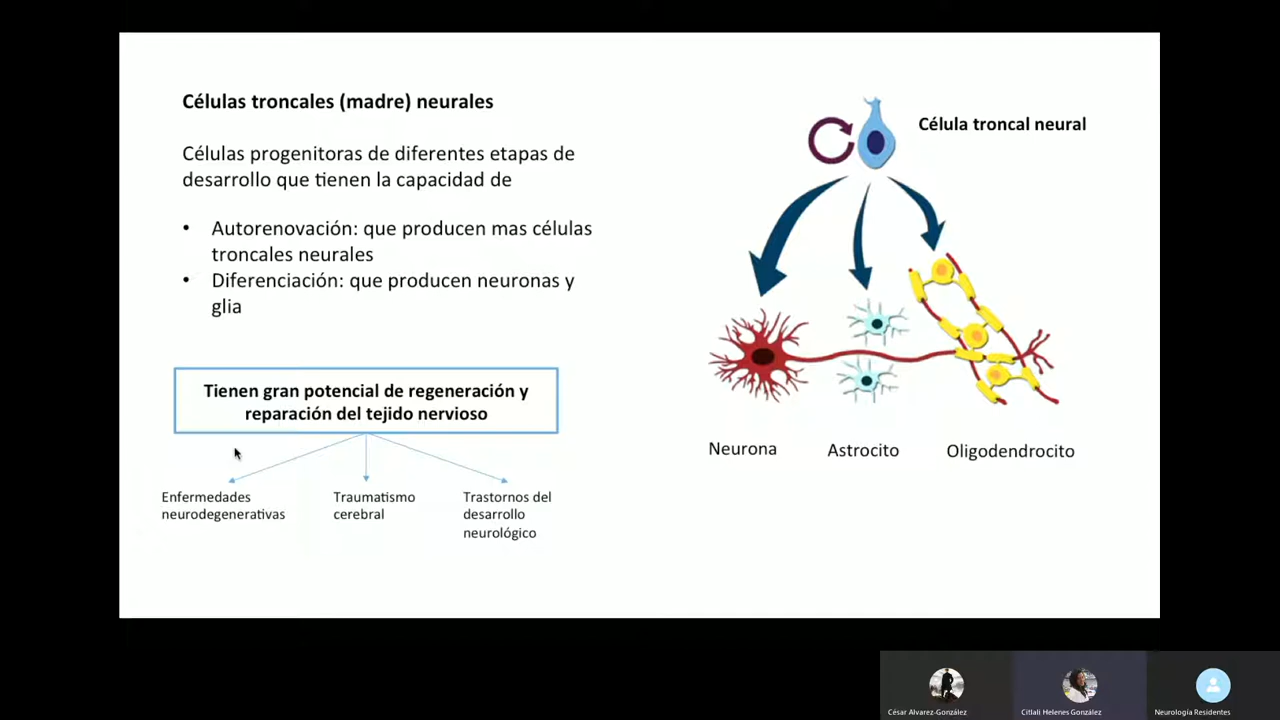 Células troncales (madre) neurales
Células progenitoras de diferentes etapas de
desarrollo que tienen la capacidad de
• Autorenovación: que producen mas células
troncales neurales
• Diferenciación: que producen neuronas y
glia
Tienen gran potencial de regeneración y
reparación del tejido nervioso
Enfermedades
neurodegenerativas
Traumatismo
cerebral
Trastornos del
desarrollo
neurológico
Célula troncal neural
Neurona
Astrocito
Oligodendrocito
César Alvarez-González
Citlali Helenes González
Neurología Residentes